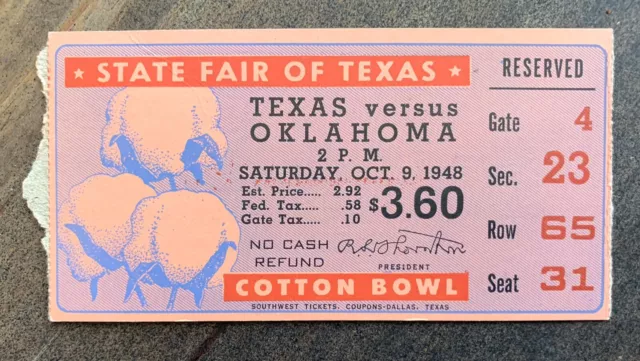 ★ STATE FAIR OF TEXAS ★
TEXAS versus
OKLAHOMA
2 P. M.
SATURDAY, OCT. 9, 1948
Est. Price..... 2.92
Fed. Tax..... .58
Gate Tax..... .10
$3.60
NO CASH
REFUND
PRESIDENT
COTTON BOWL
SOUTHWEST TICKETS, COUPONS-DALLAS, TEXAS
RESERVED
Gate 4
Sec. 23
Row 65
Seat 31